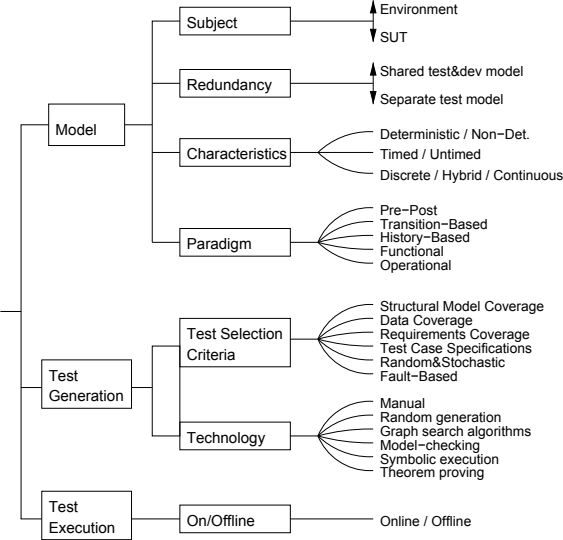 Model
Subject
Environment
SUT
Redundancy
Shared test&dev model
Separate test model
Characteristics
Deterministic / Non−Det.
Timed / Untimed
Discrete / Hybrid / Continuous
Paradigm
Pre−Post
Transition−Based
History−Based
Functional
Operational
Test
Generation
Test Selection
Criteria
Structural Model Coverage
Data Coverage
Requirements Coverage
Test Case Specifications
Random&Stochastic
Fault−Based
Technology
Manual
Random generation
Graph search algorithms
Model−checking
Symbolic execution
Theorem proving
Test
Execution
On/Offline
Online / Offline